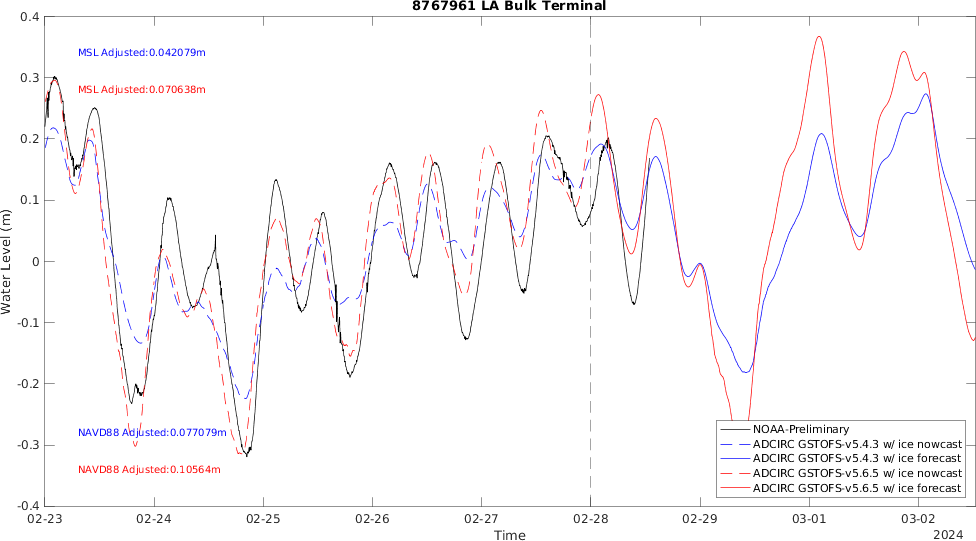 8767961 LA Bulk Terminal
0.4
0.3
0.2
0.1
0
-0.1
-0.2
-0.3
-0.4
Water Level (m)
MSL Adjusted:0.042079m
MSL Adjusted:0.070638m
NAVD88 Adjusted:0.077079m
NAVD88 Adjusted:0.10564m
NOAA-Preliminary
ADCIRC GSTOFS-v5.4.3 w/ ice nowcast
ADCIRC GSTOFS-v5.4.3 w/ ice forecast
ADCIRC GSTOFS-v5.6.5 w/ ice nowcast
ADCIRC GSTOFS-v5.6.5 w/ ice forecast
02-23 02-24 02-25 02-26 02-27 02-28 02-29 03-01 03-02
Time
2024